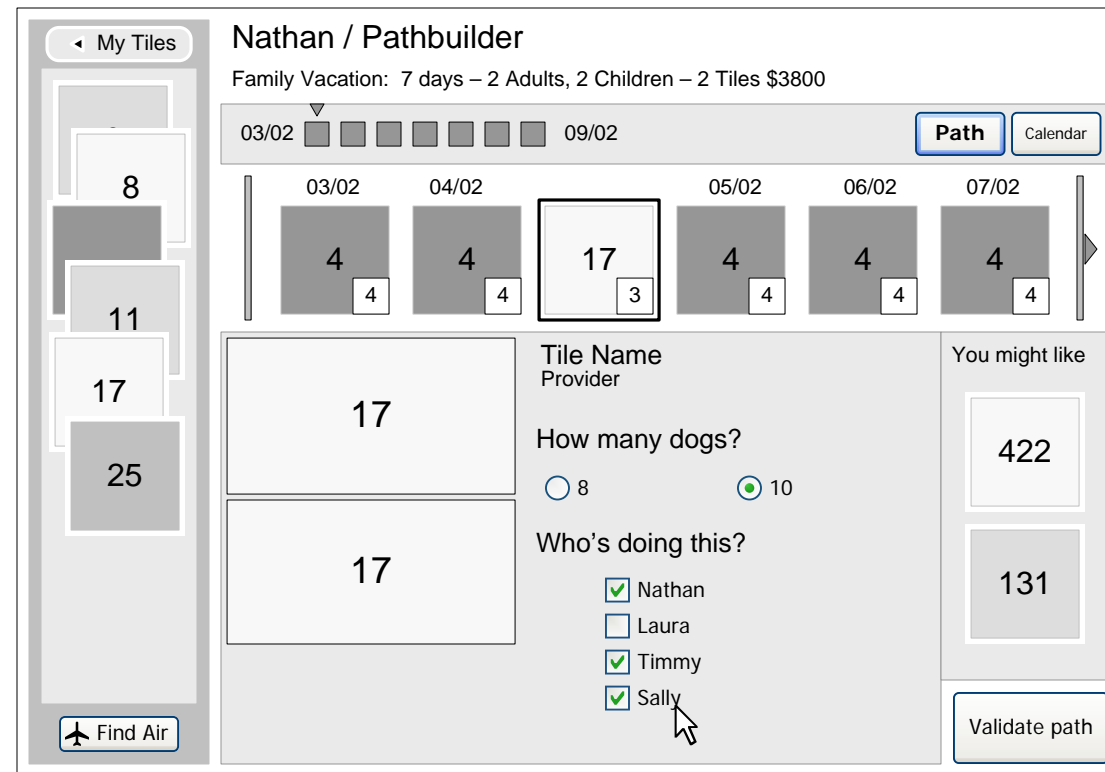 My Tiles
8
11
17
25
Find Air
Nathan / Pathbuilder
Family Vacation: 7 days – 2 Adults, 2 Children – 2 Tiles $3800
03/02 09/02 Path Calendar
03/02 04/02 05/02 06/02 07/02
4 4 17 4 4 4
4 4 3 4 4 4
17
17
Tile Name
Provider
How many dogs?
8 10
Who's doing this?
Nathan
Laura
Timmy
Sally
You might like
422
131
Validate path